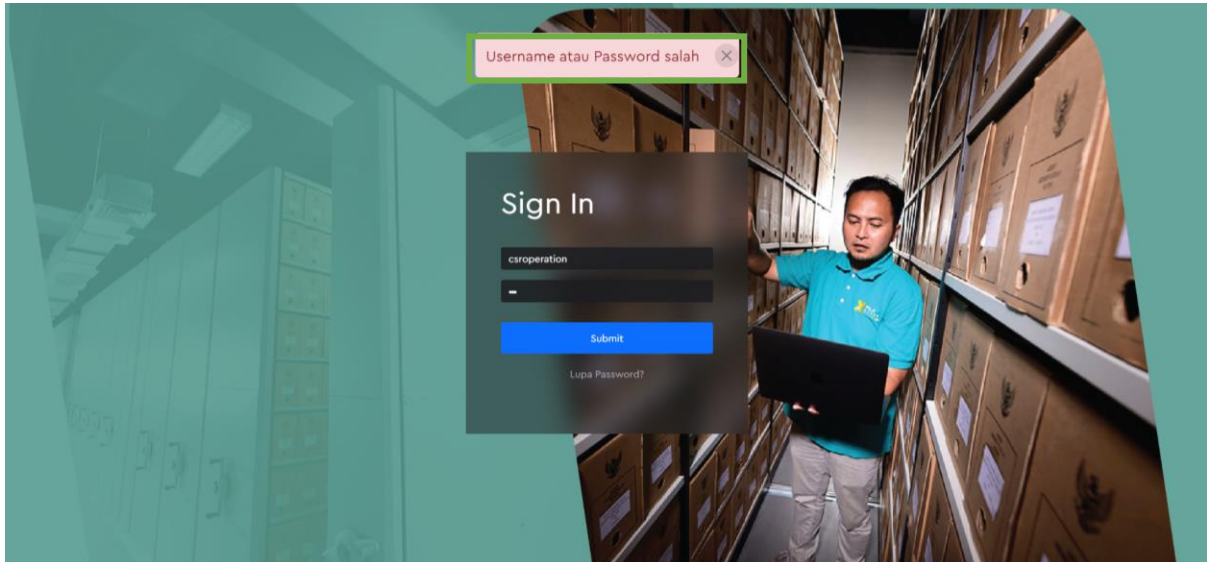 Username atau Password salah
Sign In
csroperation
Submit
Lupa Password?